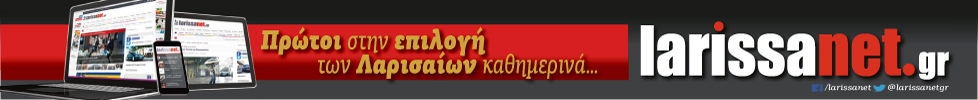 Πρώτοι στην επιλογή
των Λαρισαίων καθημερινά...
larissanet.gr
/larissanet @larissanetgr